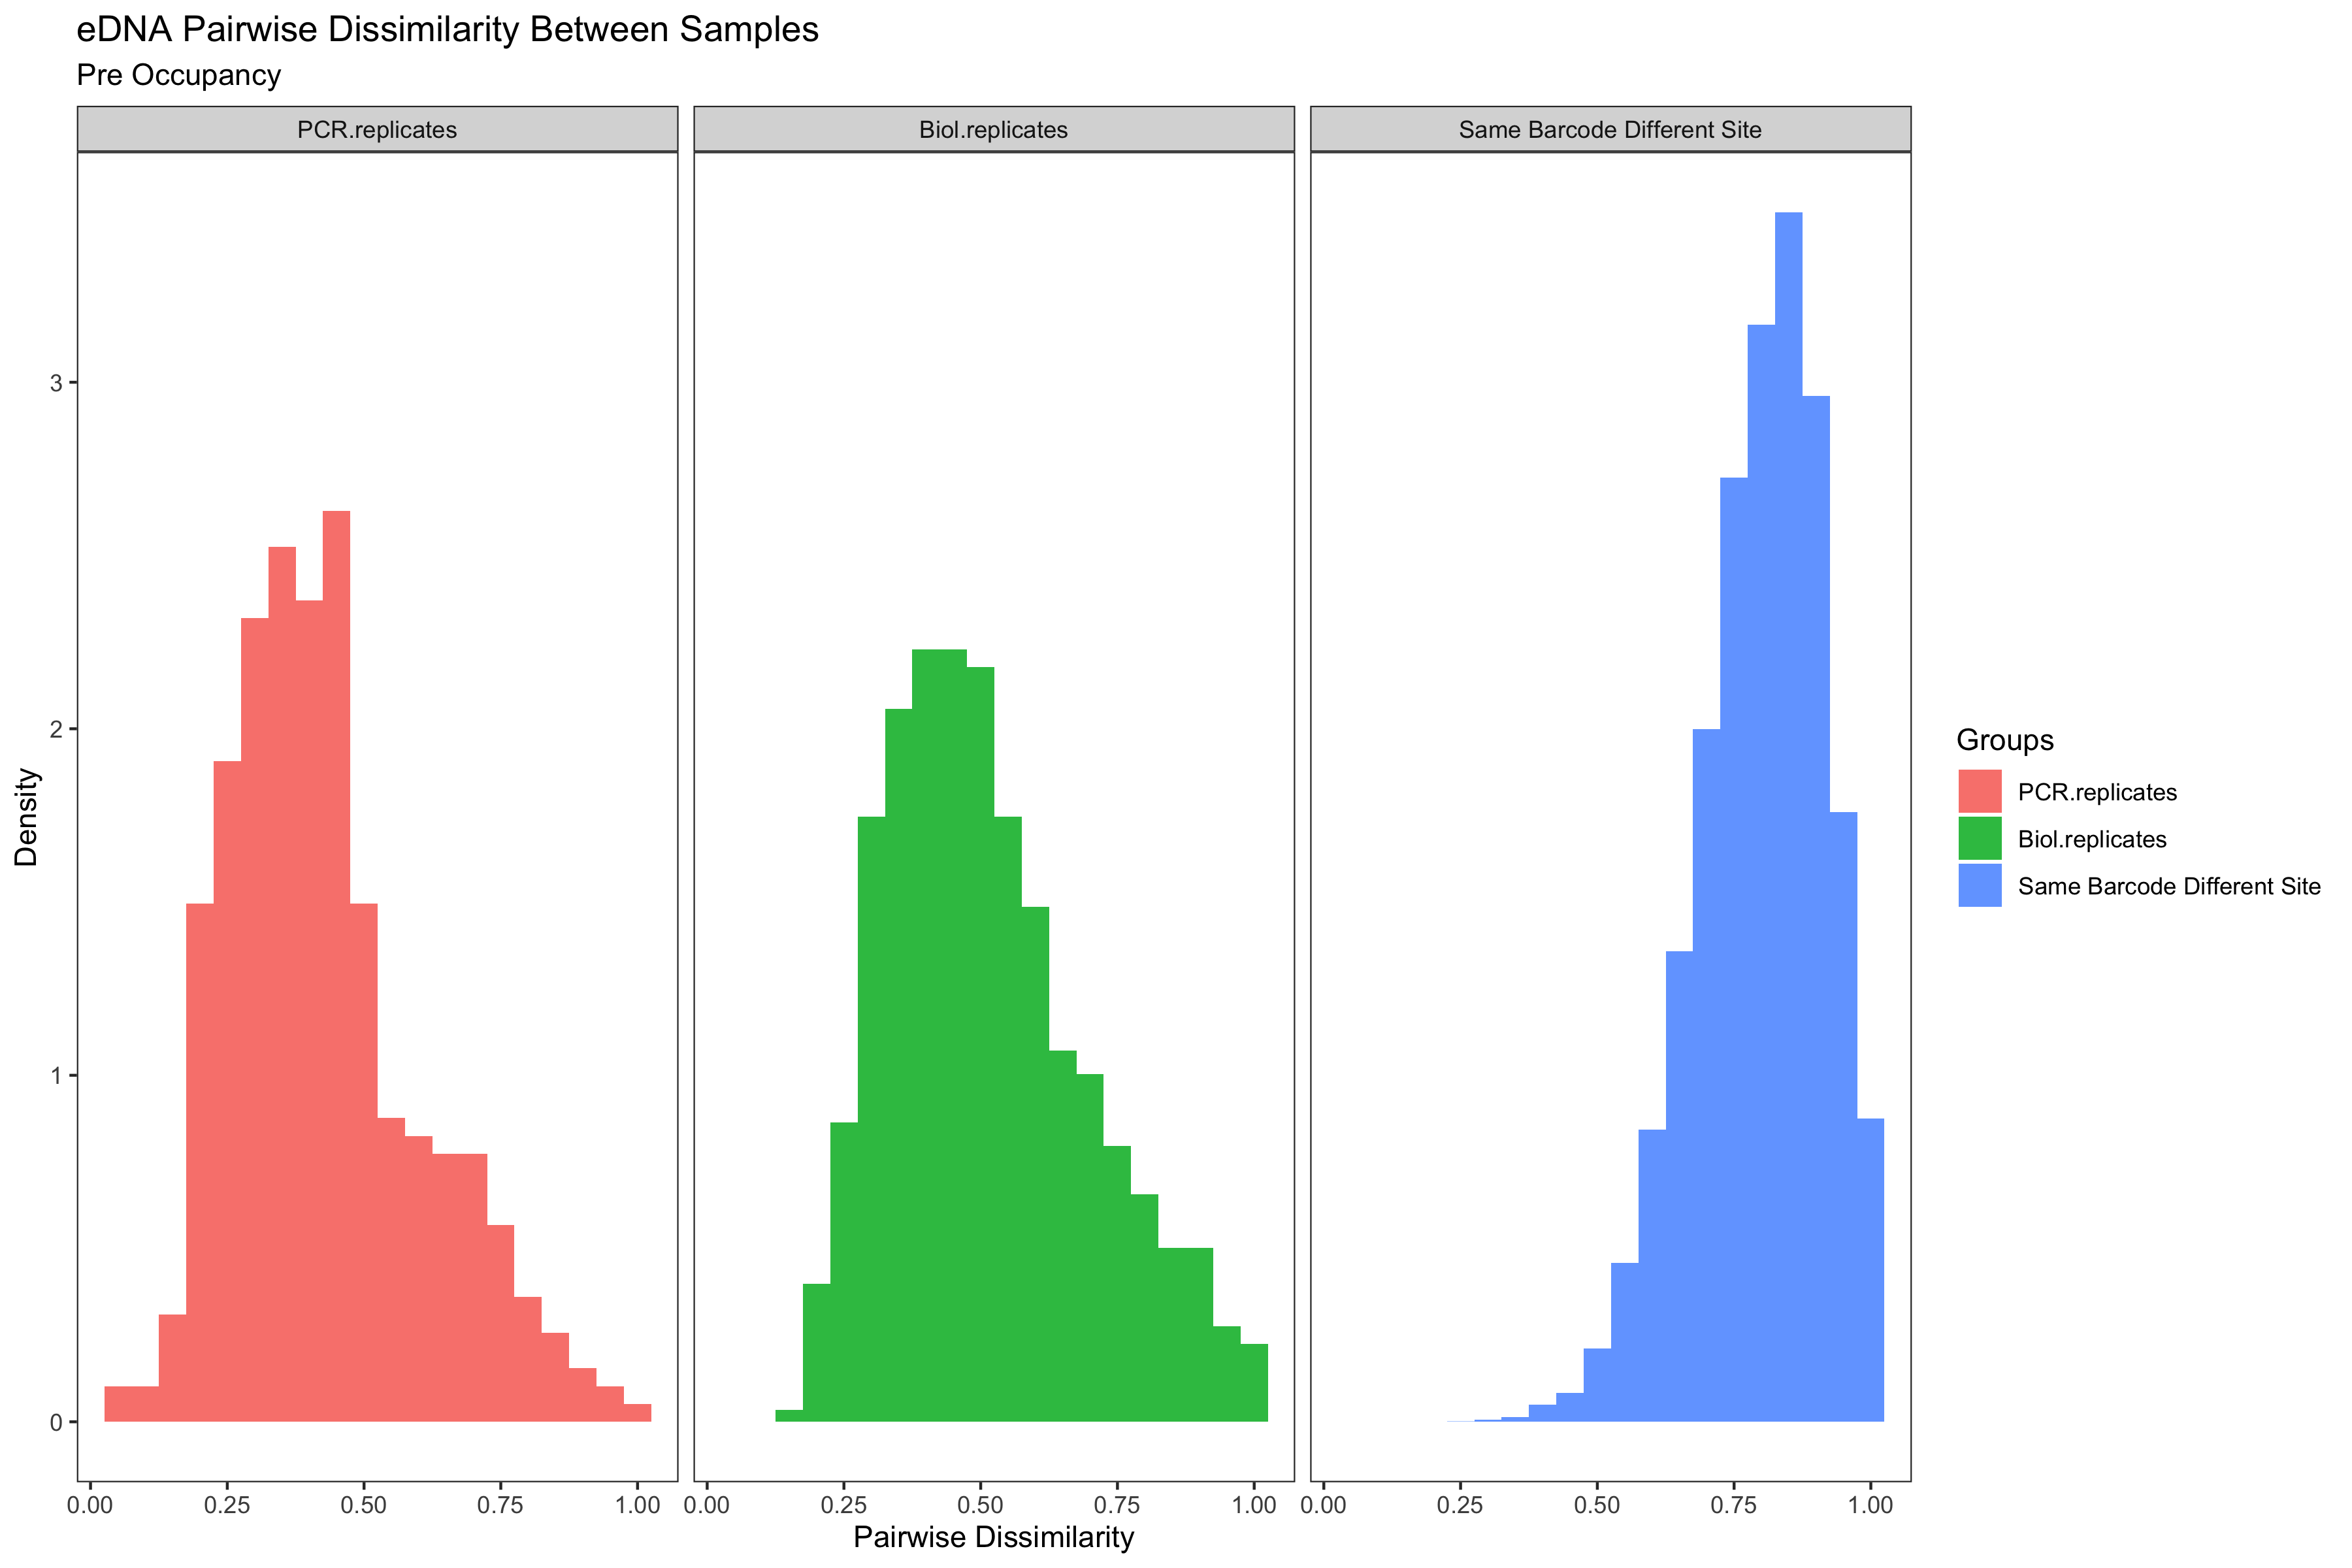 eDNA Pairwise Dissimilarity Between Samples
Pre Occupancy
PCR.replicates
Biol.replicates
Same Barcode Different Site
3
2
1
0
Density
0.00 0.25 0.50 0.75 1.00
0.00 0.25 0.50 0.75 1.00
0.00 0.25 0.50 0.75 1.00
Pairwise Dissimilarity
Groups
PCR.replicates
Biol.replicates
Same Barcode Different Site